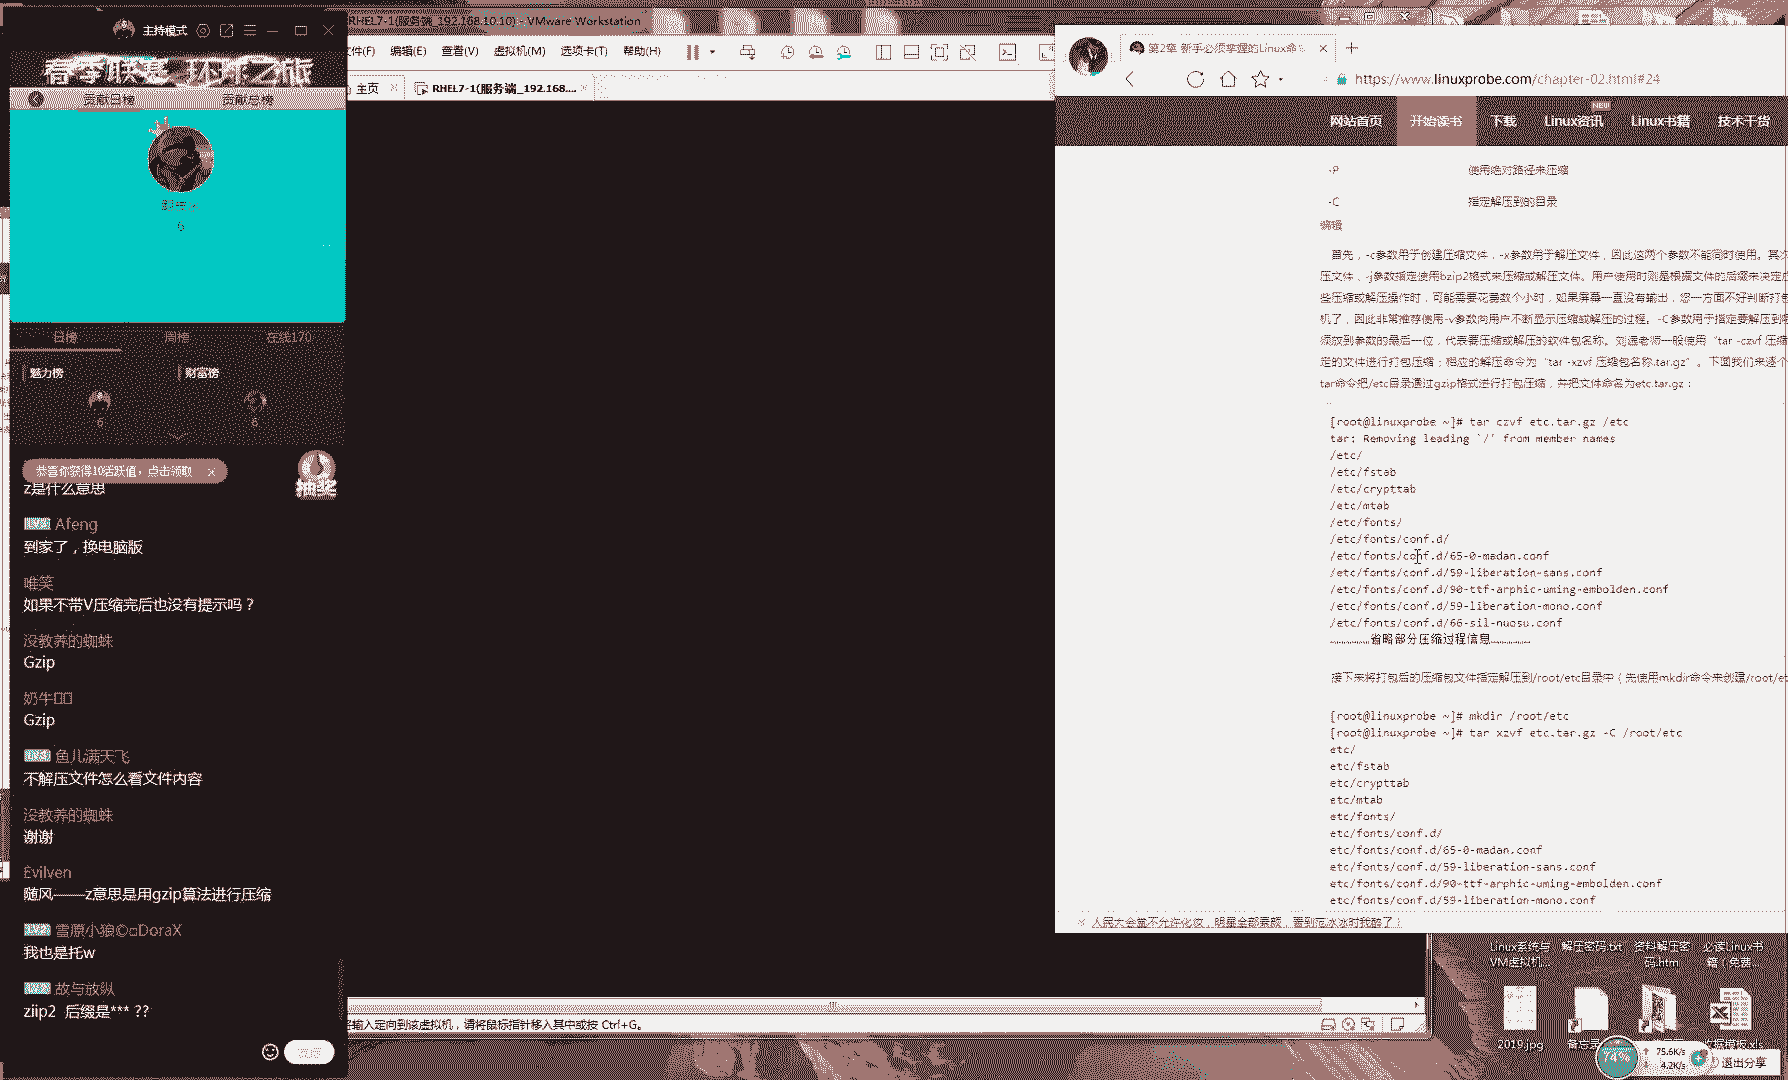 主持模式
春季联赛 环球之旅
贡献日榜 贡献总榜
6
日榜 周榜 在线170
魅力榜 财富榜
6 6
恭喜你获得10活跃值，点击领取 ×
抽奖
z是什么意思
Afeng
到家了，换电脑版
唯笑
如果不带V压缩完后也没有提示吗？
没教养的蜘蛛
Gzip
奶牛
Gzip
鱼儿满天飞
不解压文件怎么看文件内容
没教养的蜘蛛
谢谢
Evilven
随风——z意思是用gzip算法进行压缩
LV2 雪原小狼©DoraX
我也是托w
故与放纵
ziip2 后缀是*** ??
RHEL7-1(服务端_192.168.10.10) - VMware Workstation
件(F) 编辑(E) 查看(V) 虚拟机(M) 选项卡(T) 帮助(H)
主页 × RHEL7-1(服务端_192.168.... ×
输入定向到该虚拟机，请将鼠标指针移入其中或按 Ctrl+G。
第2章 新手必须掌握的Linux命 ×
https://www.linuxprobe.com/chapter-02.html#24
NEW
网站首页 开始读书 下载 Linux资讯 Linux书籍 技术干货
-P 使用绝对路径来压缩
-C 指定解压到的目录
编辑
首先，-c参数用于创建压缩文件，-x参数用于解压文件，因此这两个参数不能同时使用。其次
压文件，-j参数指定使用bzip2格式来压缩或解压文件。用户使用时则是根据文件的后缀来决定
些压缩或解压操作时，可能需要花费数个小时，如果屏幕一直没有输出，您一方面不好判断打包
机了，因此非常推荐使用-v参数向用户不断显示压缩或解压的过程。-C参数用于指定要解压到
须放到参数的最后一位，代表要压缩或解压的软件包名称。刘遄老师一般使用“tar -czvf 压缩
定的文件进行打包压缩；相应的解压命令为“tar -xzvf 压缩包名称.tar.gz”。下面我们来逐个
tar命令把/etc目录通过gzip格式进行打包压缩，并把文件命名为etc.tar.gz：
[root@linuxprobe ~]# tar czvf etc.tar.gz /etc
tar: Removing leading `/' from member names
/etc/
/etc/fstab
/etc/crypttab
/etc/mtab
/etc/fonts/
/etc/fonts/conf.d/
/etc/fonts/conf.d/65-0-madan.conf
/etc/fonts/conf.d/59-liberation-sans.conf
/etc/fonts/conf.d/90-ttf-arphic-uming-embolden.conf
/etc/fonts/conf.d/59-liberation-mono.conf
/etc/fonts/conf.d/66-sil-nuosu.conf
………………省略部分压缩过程信息………………
接下来将打包后的压缩包文件指定解压到/root/etc目录中（先使用mkdir命令来创建/root/et
[root@linuxprobe ~]# mkdir /root/etc
[root@linuxprobe ~]# tar xzvf etc.tar.gz -C /root/etc
etc/
etc/fstab
etc/crypttab
etc/mtab
etc/fonts/
etc/fonts/conf.d/
etc/fonts/conf.d/65-0-madan.conf
etc/fonts/conf.d/59-liberation-sans.conf
etc/fonts/conf.d/90-ttf-arphic-uming-embolden.conf
etc/fonts/conf.d/59-liberation-mono.conf
人民大会堂不允许化妆，明星全部素颜，看到范冰冰时我醉了！
Linux系统与 解压密码.txt 资料解压密 必读Linux书
VM虚拟机... 码.htm 籍（免费...
2019.jpg
数据模板.xls
74% 75.6K/s
4.2K/s
退出分享